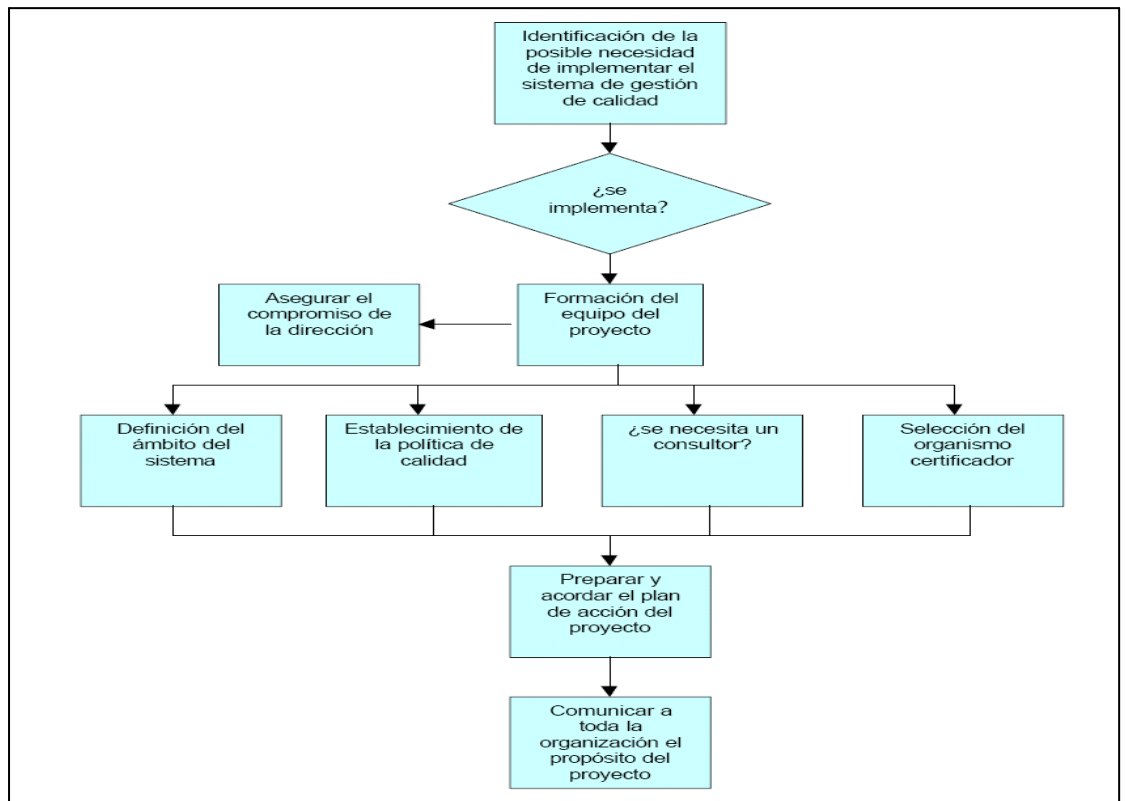 Identificación de la
posible necesidad
de implementar el
sistema de gestión
de calidad
¿se
implementa?
Asegurar el
compromiso de
la dirección
Formación del
equipo del
proyecto
Definición del
ámbito del
sistema
Establecimiento de
la política de
calidad
¿se necesita un
consultor?
Selección del
organismo
certificador
Preparar y
acordar el plan
de acción del
proyecto
Comunicar a
toda la
organización el
propósito del
proyecto